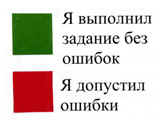 Я выполнил
задание без
ошибок
Я допустил
ошибки